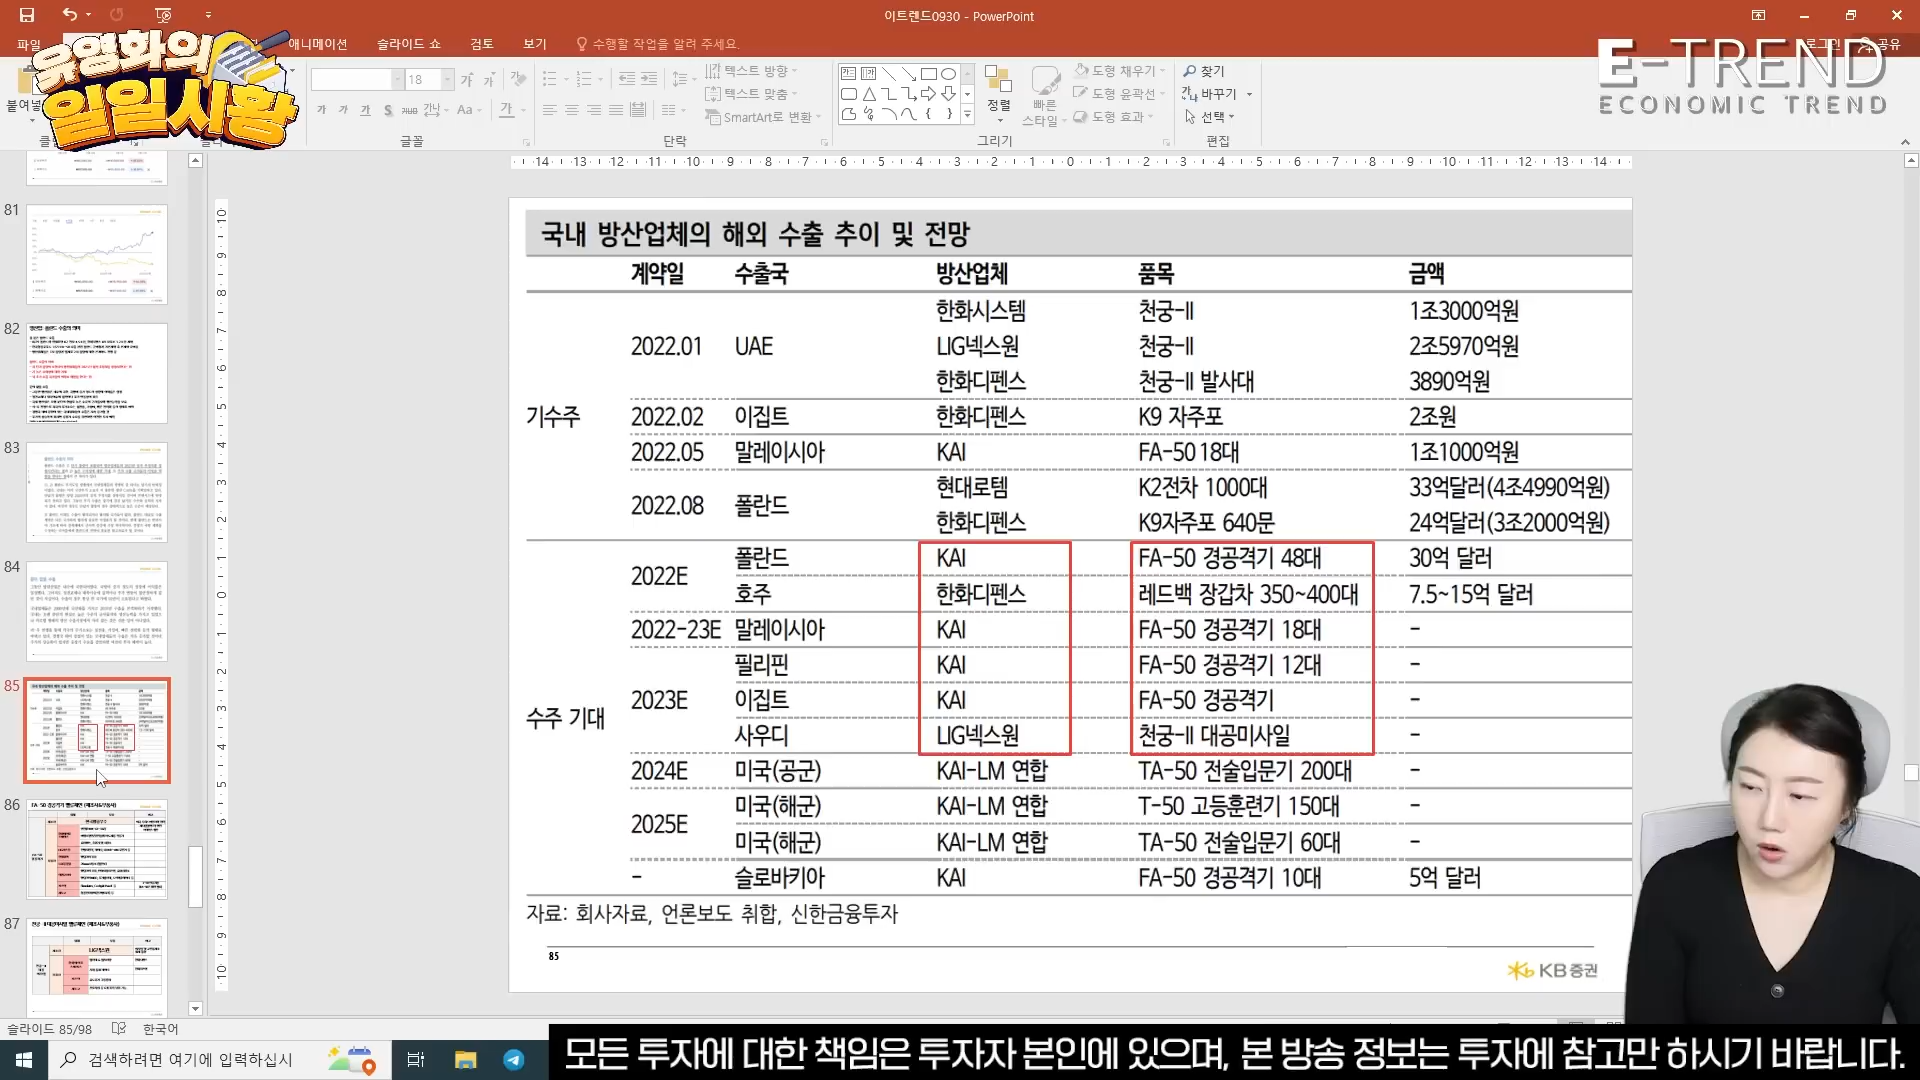 이트렌드0930 - PowerPoint
파일
애니메이션
슬라이드 쇼
검토
보기
수행할 작업을 알려 주세요.
로그인
공유
유영화의
일일시황
E-TREND
ECONOMIC TREND
18
텍스트 방향
텍스트 맞춤
SmartArt로 변환
정렬
빠른
스타일
도형 채우기
도형 윤곽선
도형 효과
찾기
바꾸기
선택
글꼴
단락
그리기
편집
81
82
83
84
85
86
87
국내 방산업체의 해외 수출 추이 및 전망
계약일 수출국 방산업체 품목 금액
한화시스템 천궁-II 1조3000억원
2022.01 UAE LIG넥스원 천궁-II 2조5970억원
한화디펜스 천궁-II 발사대 3890억원
기수주 2022.02 이집트 한화디펜스 K9 자주포 2조원
2022.05 말레이시아 KAI FA-50 18대 1조1000억원
현대로템 K2전차 1000대 33억달러(4조4990억원)
2022.08 폴란드
한화디펜스 K9자주포 640문 24억달러(3조2000억원)
폴란드 KAI FA-50 경공격기 48대 30억 달러
2022E
호주 한화디펜스 레드백 장갑차 350~400대 7.5~15억 달러
2022-23E 말레이시아 KAI FA-50 경공격기 18대 -
필리핀 KAI FA-50 경공격기 12대 -
2023E 이집트 KAI FA-50 경공격기 -
수주 기대
사우디 LIG넥스원 천궁-II 대공미사일 -
2024E 미국(공군) KAI-LM 연합 TA-50 전술입문기 200대 -
미국(해군) KAI-LM 연합 T-50 고등훈련기 150대 -
2025E
미국(해군) KAI-LM 연합 TA-50 전술입문기 60대 -
- 슬로바키아 KAI FA-50 경공격기 10대 5억 달러
자료: 회사자료, 언론보도 취합, 신한금융투자
85
KB증권
슬라이드 85/98 한국어
검색하려면 여기에 입력하십시
모든 투자에 대한 책임은 투자자 본인에 있으며, 본 방송 정보는 투자에 참고만 하시기 바랍니다.